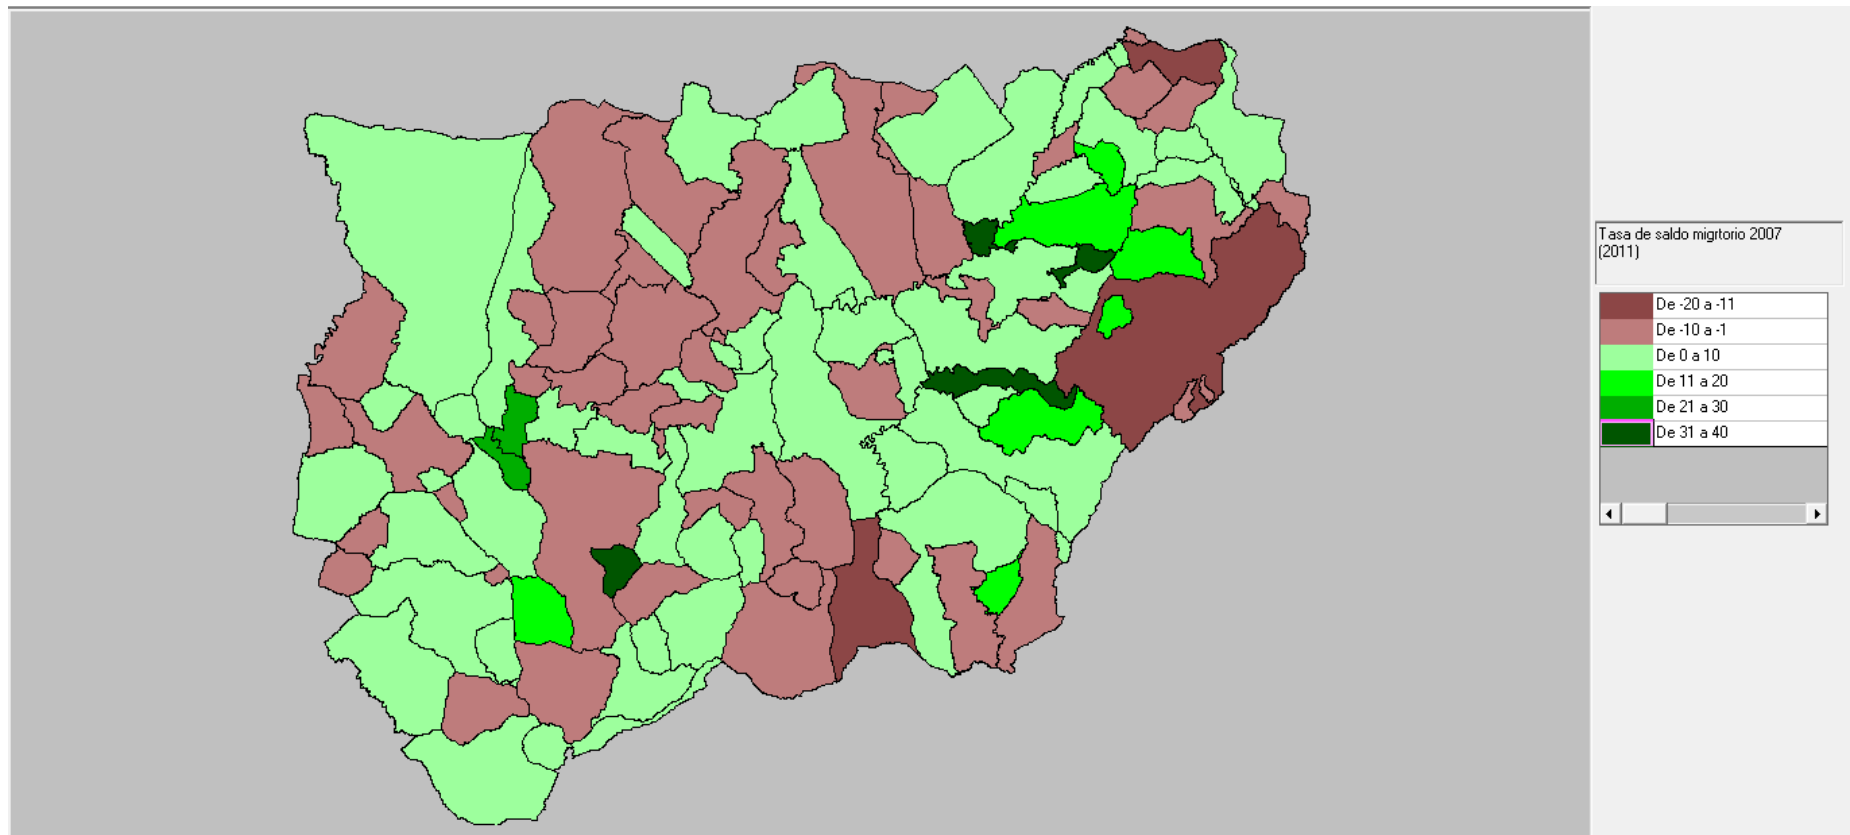 Tasa de saldo migrtorio 2007
(2011)
De -20 a -11
De -10 a -1
De 0 a 10
De 11 a 20
De 21 a 30
De 31 a 40